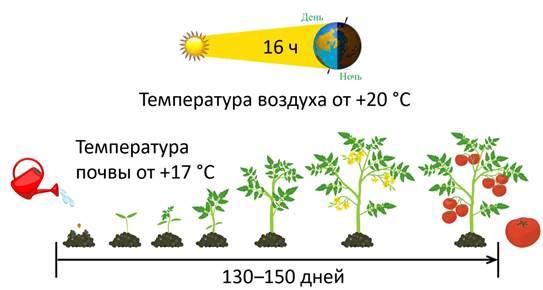 День
16 ч
Ночь
Температура воздуха от +20 °C
Температура
почвы от +17 °C
130–150 дней